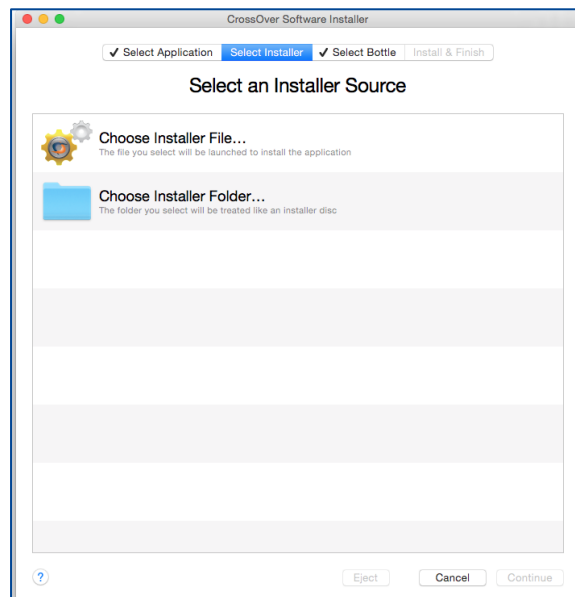 CrossOver Software Installer
✔ Select Application Select Installer ✔ Select Bottle Install & Finish
Select an Installer Source
Choose Installer File...
The file you select will be launched to install the application
Choose Installer Folder...
The folder you select will be treated like an installer disc
? Eject Cancel Continue